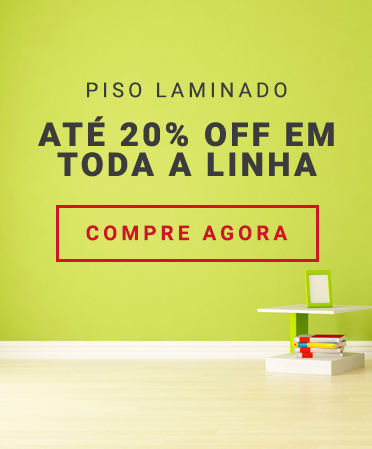 PISO LAMINADO
ATÉ 20% OFF EM
TODA A LINHA
COMPRE AGORA